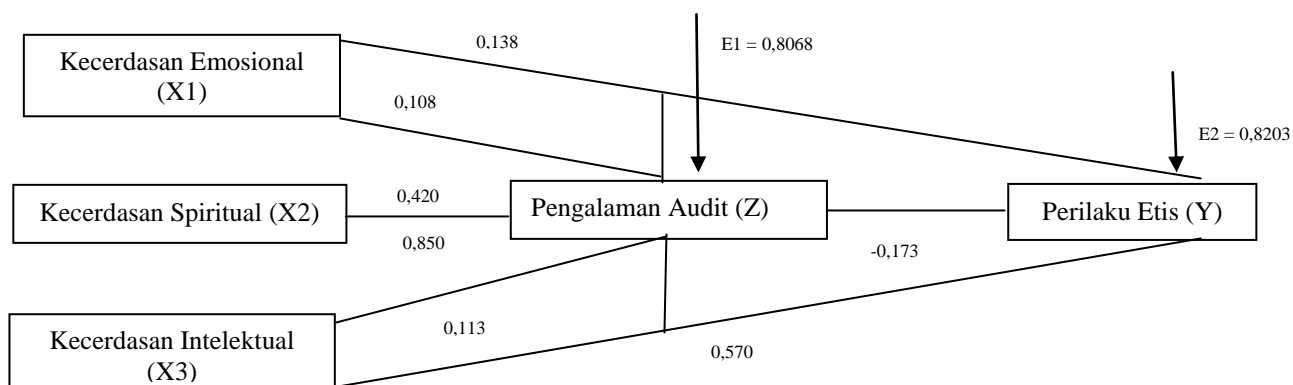 0,138
E1 = 0,8068
Kecerdasan Emosional
(X1)
0,108
E2 = 0,8203
Kecerdasan Spiritual (X2)
0,420
0,850
Pengalaman Audit (Z)
-0,173
Perilaku Etis (Y)
Kecerdasan Intelektual
(X3)
0,113
0,570